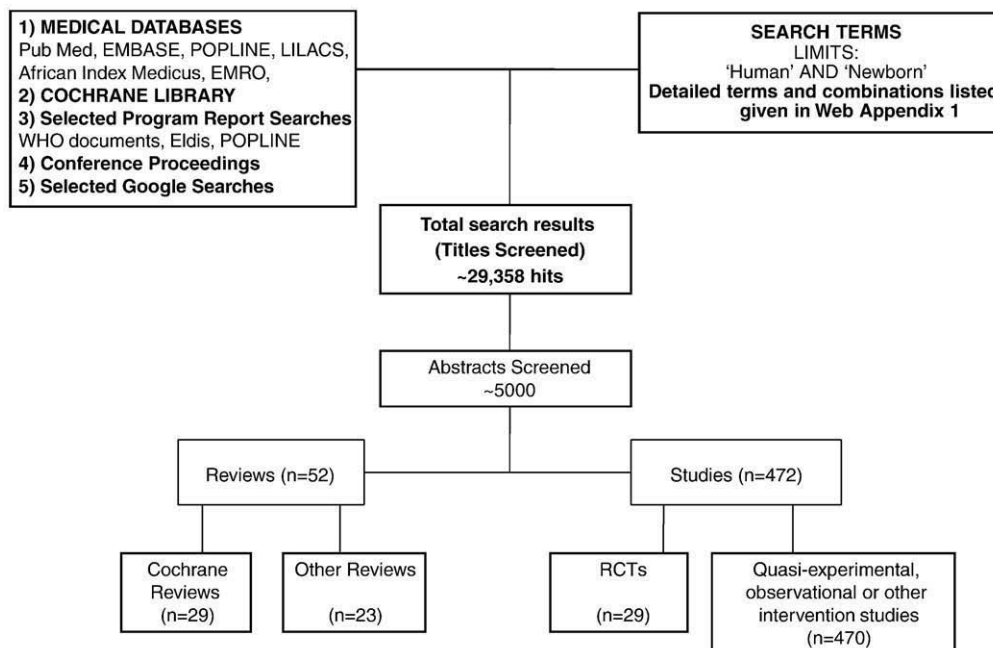 1) MEDICAL DATABASES
Pub Med, EMBASE, POPLINE, LILACS,
African Index Medicus, EMRO,
2) COCHRANE LIBRARY
3) Selected Program Report Searches
WHO documents, Eldis, POPLINE
4) Conference Proceedings
5) Selected Google Searches
SEARCH TERMS
LIMITS:
‘Human’ AND ‘Newborn’
Detailed terms and combinations listed
given in Web Appendix 1
Total search results
(Titles Screened)
~29,358 hits
Abstracts Screened
~5000
Reviews (n=52)
Studies (n=472)
Cochrane
Reviews
(n=29)
Other Reviews
(n=23)
RCTs
(n=29)
Quasi-experimental,
observational or other
intervention studies
(n=470)